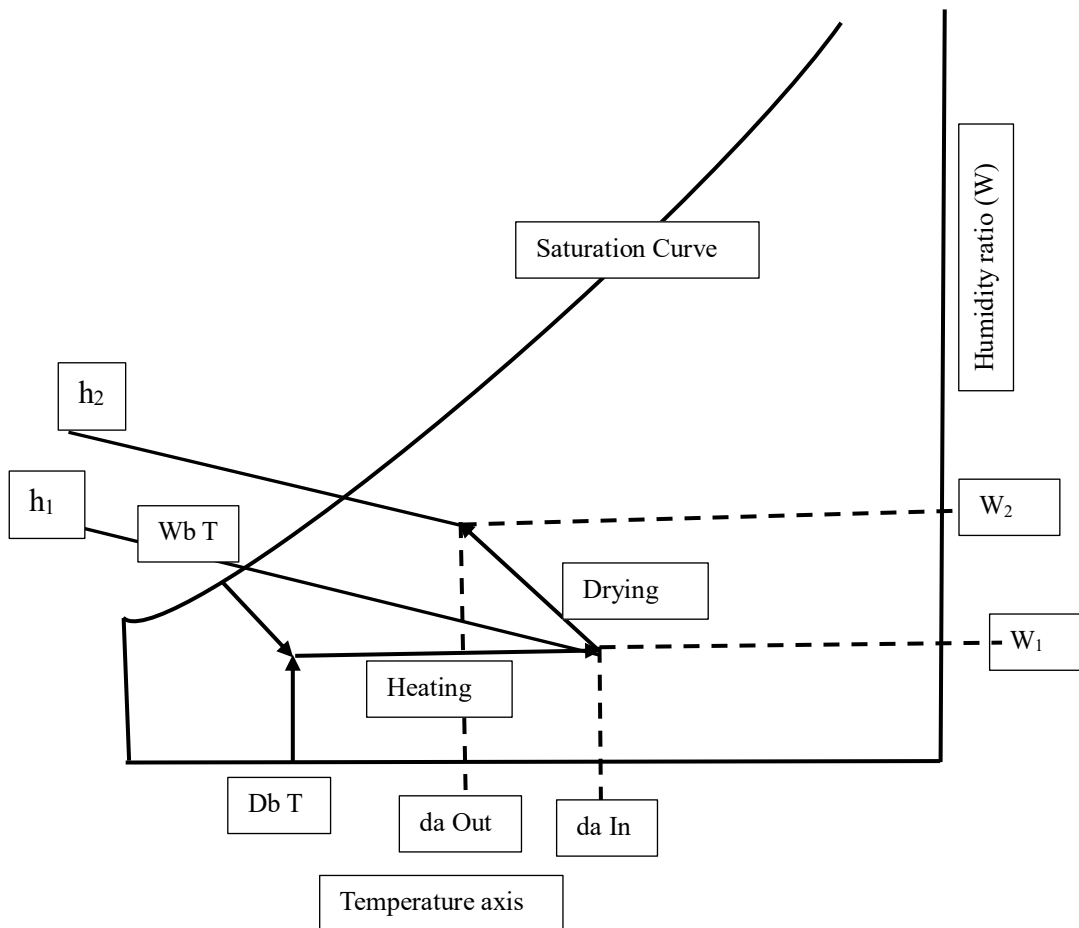 Saturation Curve
Humidity ratio (W)
h₂
h₁
Wb T
W₂
Drying
W₁
Heating
Db T
da Out
da In
Temperature axis